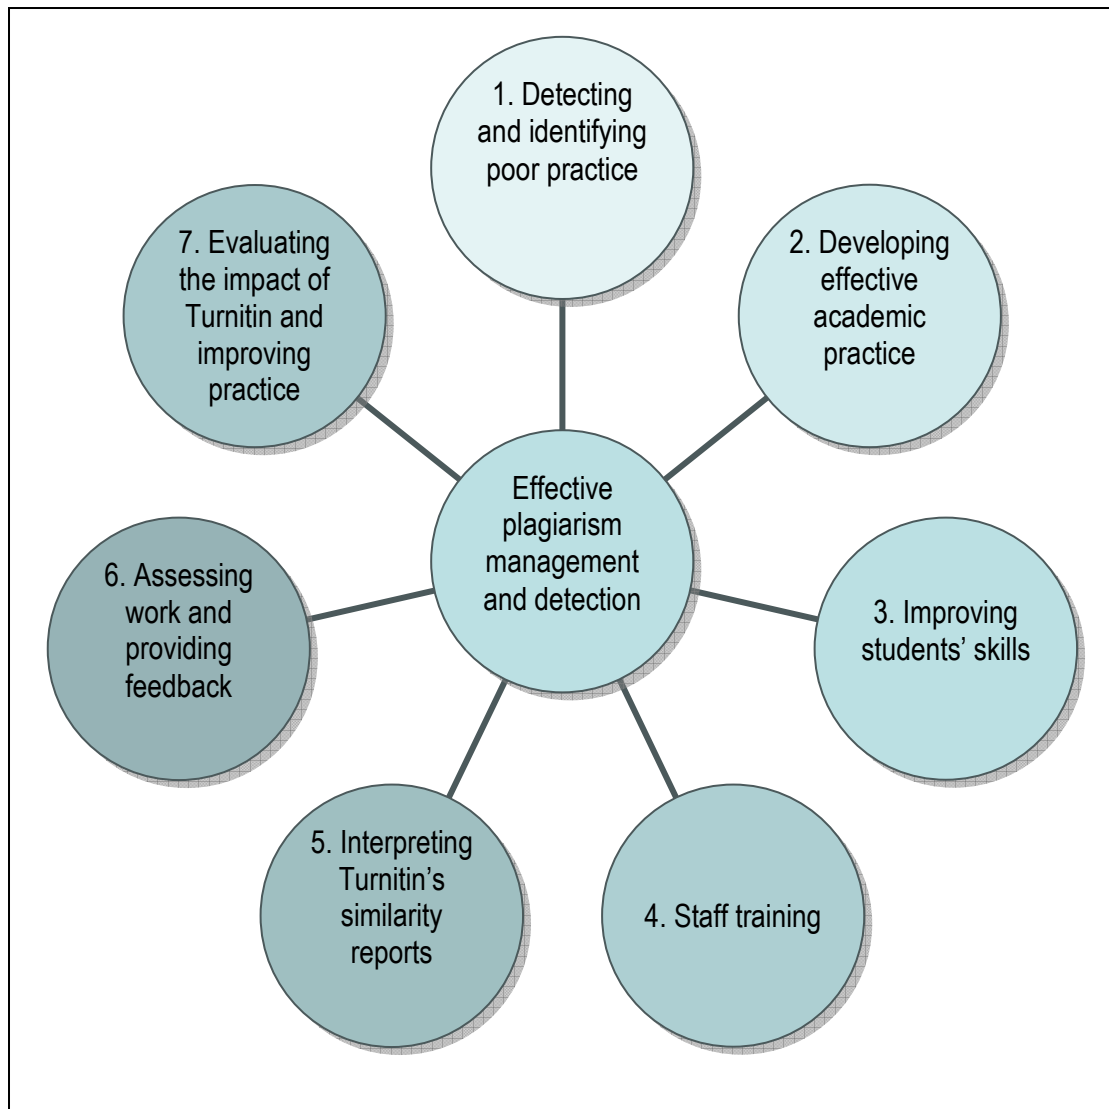 1. Detecting
and identifying
poor practice
2. Developing
effective
academic
practice
3. Improving
students’ skills
4. Staff training
5. Interpreting
Turnitin’s
similarity
reports
6. Assessing
work and
providing
feedback
7. Evaluating
the impact of
Turnitin and
improving
practice
Effective
plagiarism
management
and detection